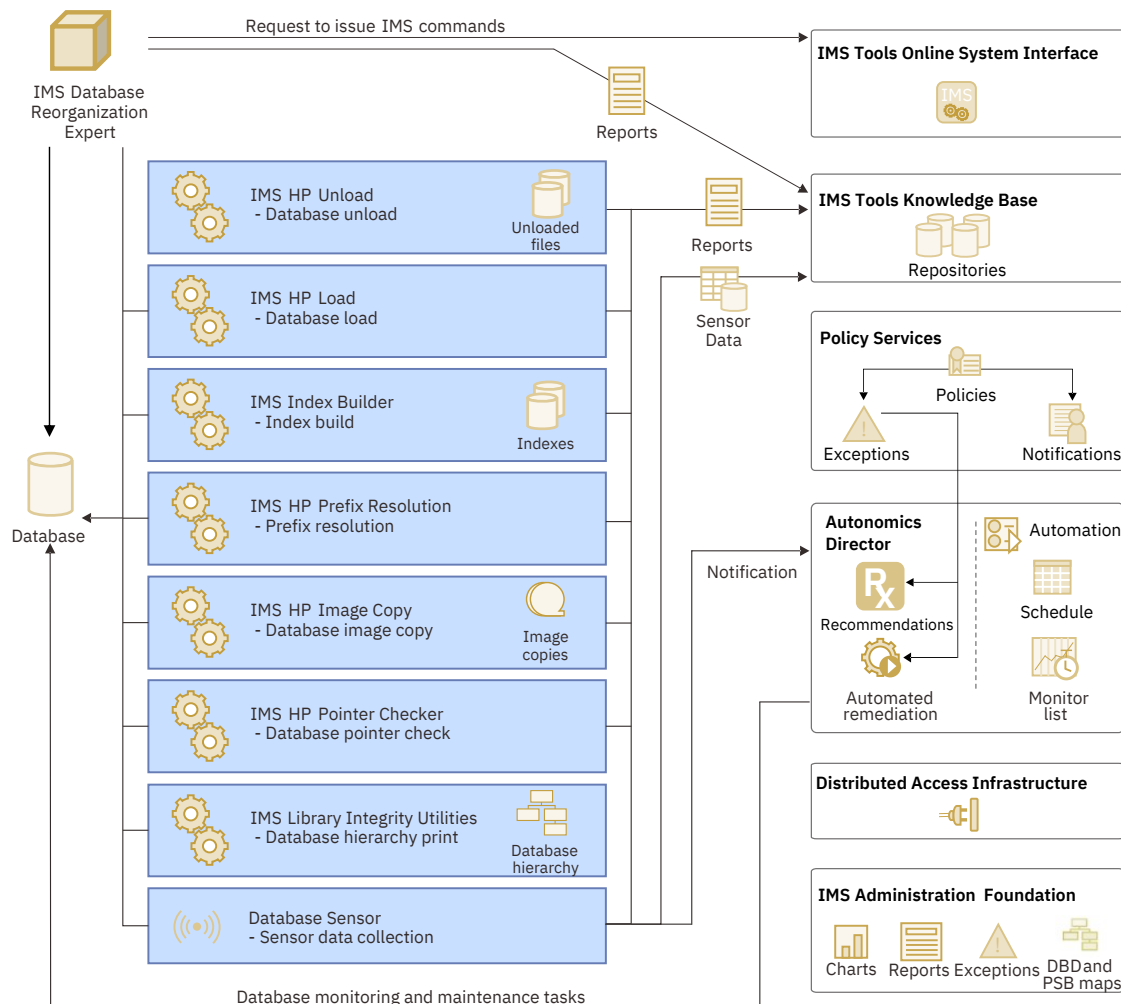 Request to issue IMS commands
IMS Database
Reorganization
Expert
Reports
IMS Tools Online System Interface
IMS
IMS HP Unload
- Database unload
Unloaded
files
Reports
IMS Tools Knowledge Base
Repositories
IMS HP Load
- Database load
Sensor
Data
Policy Services
Policies
Exceptions
Notifications
IMS Index Builder
- Index build
Indexes
Database
IMS HP Prefix Resolution
- Prefix resolution
Notification
Autonomics
Director
Rx
Recommendations
Automated
remediation
Automation
Schedule
Monitor
list
IMS HP Image Copy
- Database image copy
Image
copies
IMS HP Pointer Checker
- Database pointer check
IMS Library Integrity Utilities
- Database hierarchy print
Database
hierarchy
Distributed Access Infrastructure
Database Sensor
- Sensor data collection
IMS Administration Foundation
Charts
Reports
Exceptions
DBD and
PSB maps
Database monitoring and maintenance tasks